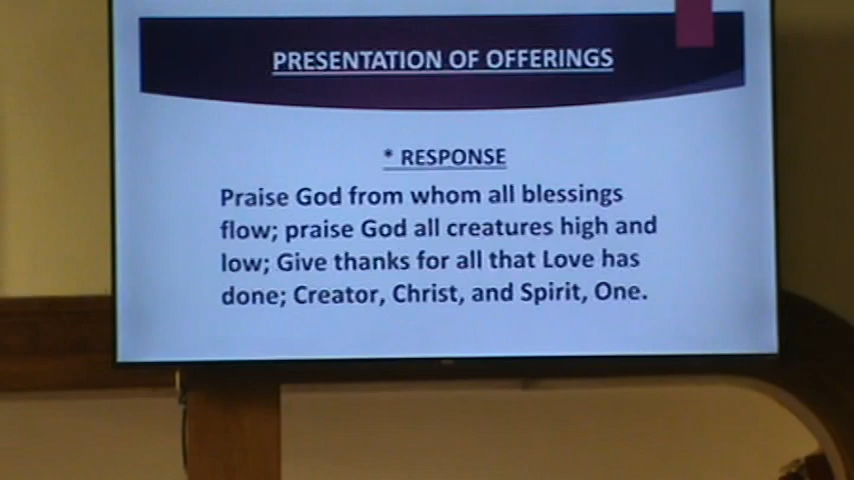 PRESENTATION OF OFFERINGS
* RESPONSE
Praise God from whom all blessings
flow; praise God all creatures high and
low; Give thanks for all that Love has
done; Creator, Christ, and Spirit, One.